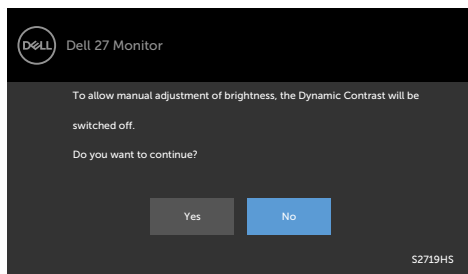 DELL
Dell 27 Monitor
To allow manual adjustment of brightness, the Dynamic Contrast will be
switched off.
Do you want to continue?
Yes
No
S2719HS